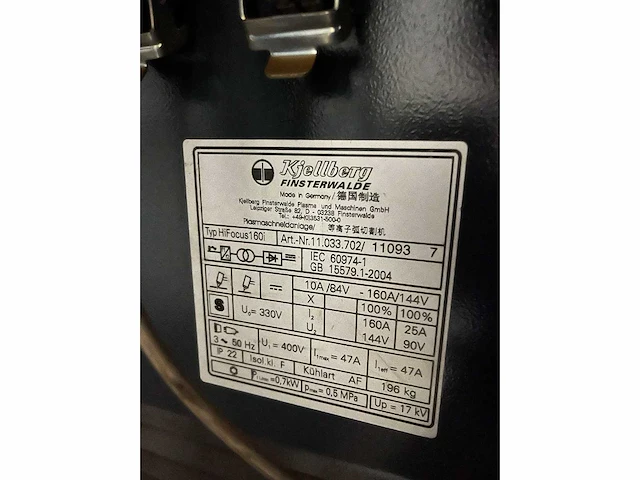 Kjellberg
FINSTERWALDE
Made in Germany/德国制造
Kjellberg Finsterwalde Plasma und Maschinen GmbH
Leipziger Straße 82, D - 03238 Finsterwalde
Tel.: +49-(0)3531-500-0
Plasmaschneidanlage/ 等离子弧切割机
Typ HiFocus160i Art.-Nr.11.033.702/ 11093 7
IEC 60974-1
GB 15579.1-2004
10A/84V - 160A/144V
X 100% 100%
S U₀= 330V I₂ 160A 25A
U₂ 144V 90V
3~ 50 Hz U₁ = 400V I₁max = 47A I₁eff = 47A
IP 22 Isol.kl. F Kühlart AF 196 kg
=0,7kW pmax = 0,5 MPa Up = 17 kV